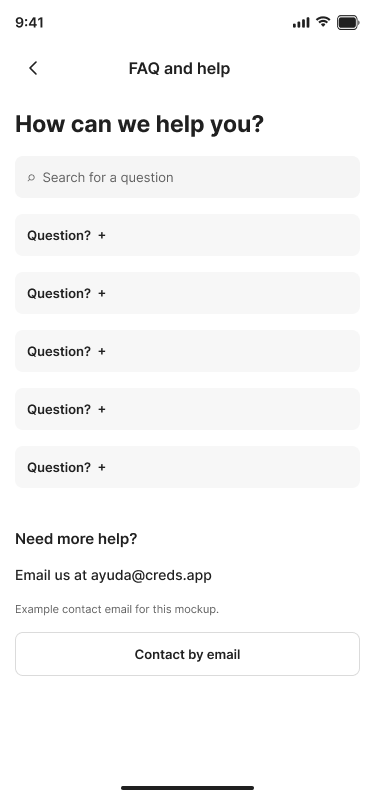 9:41
FAQ and help
How can we help you?
Search for a question
Question? +
Question? +
Question? +
Question? +
Question? +
Need more help?
Email us at ayuda@creds.app
Example contact email for this mockup.
Contact by email